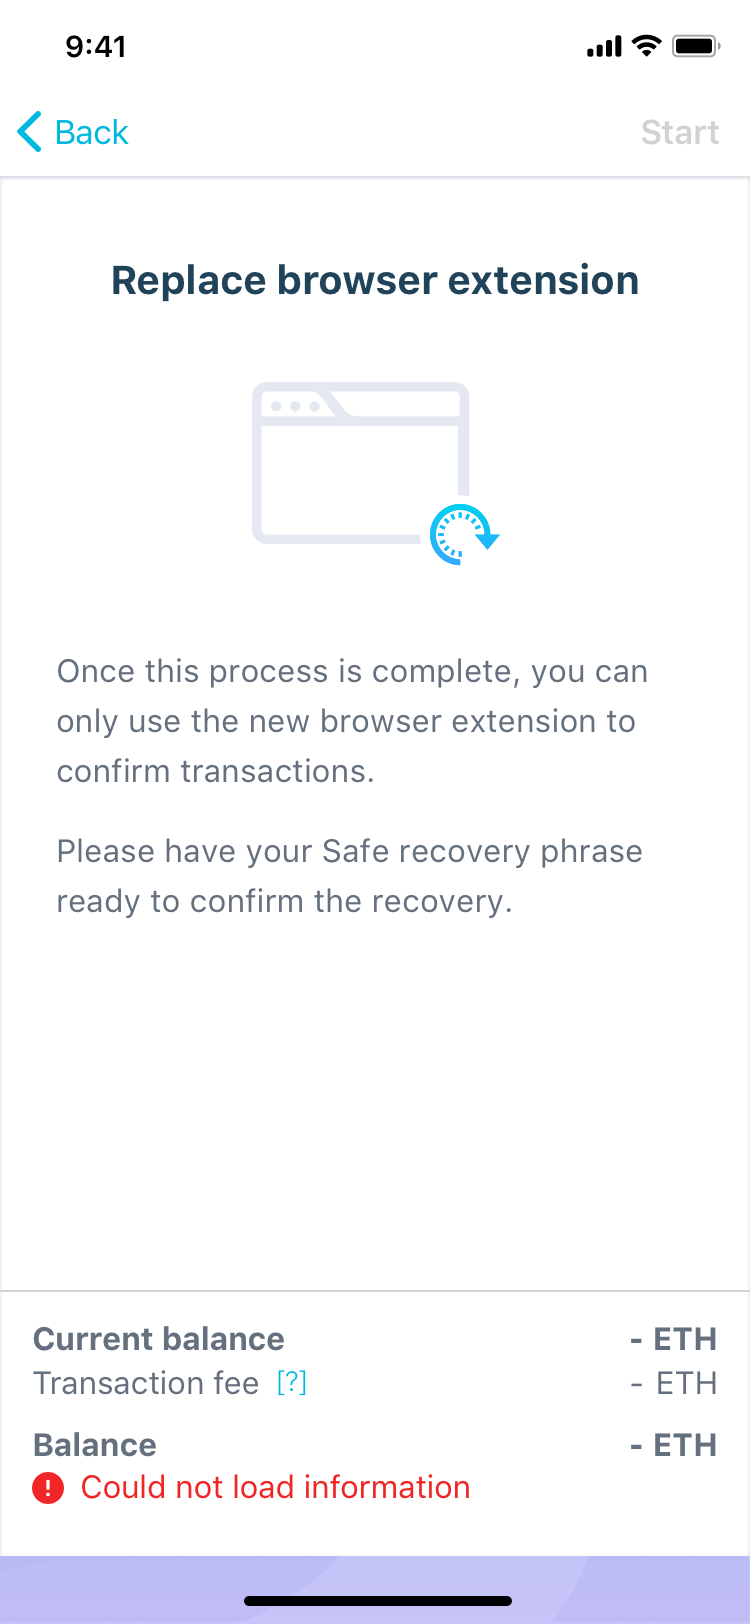 9:41
Back
Start
Replace browser extension
Once this process is complete, you can
only use the new browser extension to
confirm transactions.
Please have your Safe recovery phrase
ready to confirm the recovery.
Current balance - ETH
Transaction fee [?] - ETH
Balance - ETH
! Could not load information